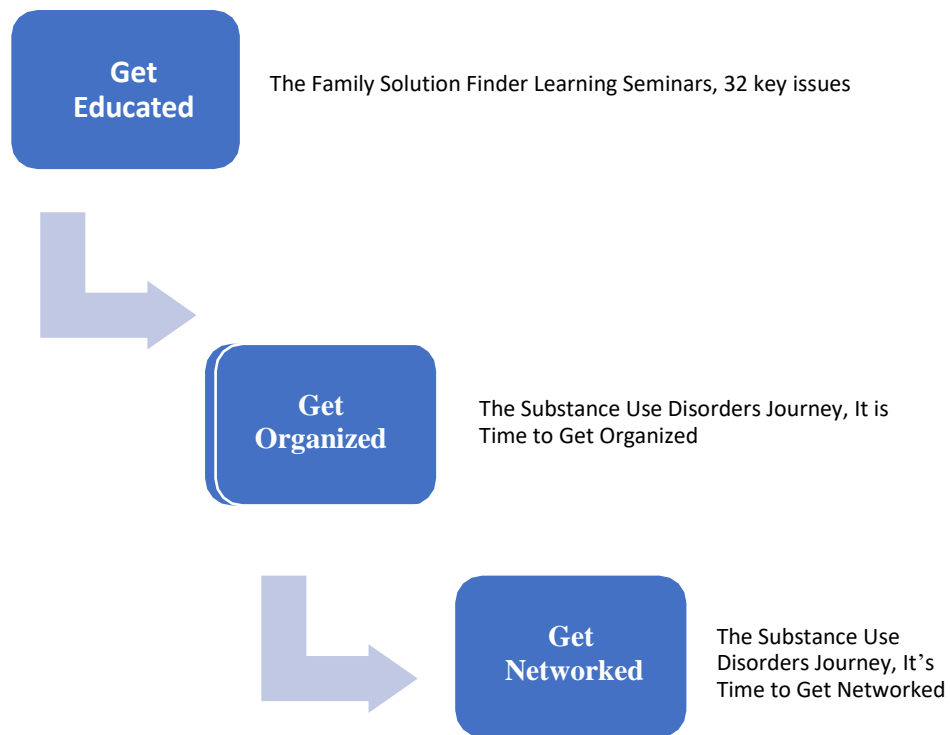 Get
Educated
The Family Solution Finder Learning Seminars, 32 key issues
Get
Organized
The Substance Use Disorders Journey, It is
Time to Get Organized
Get
Networked
The Substance Use
Disorders Journey, It’s
Time to Get Networked